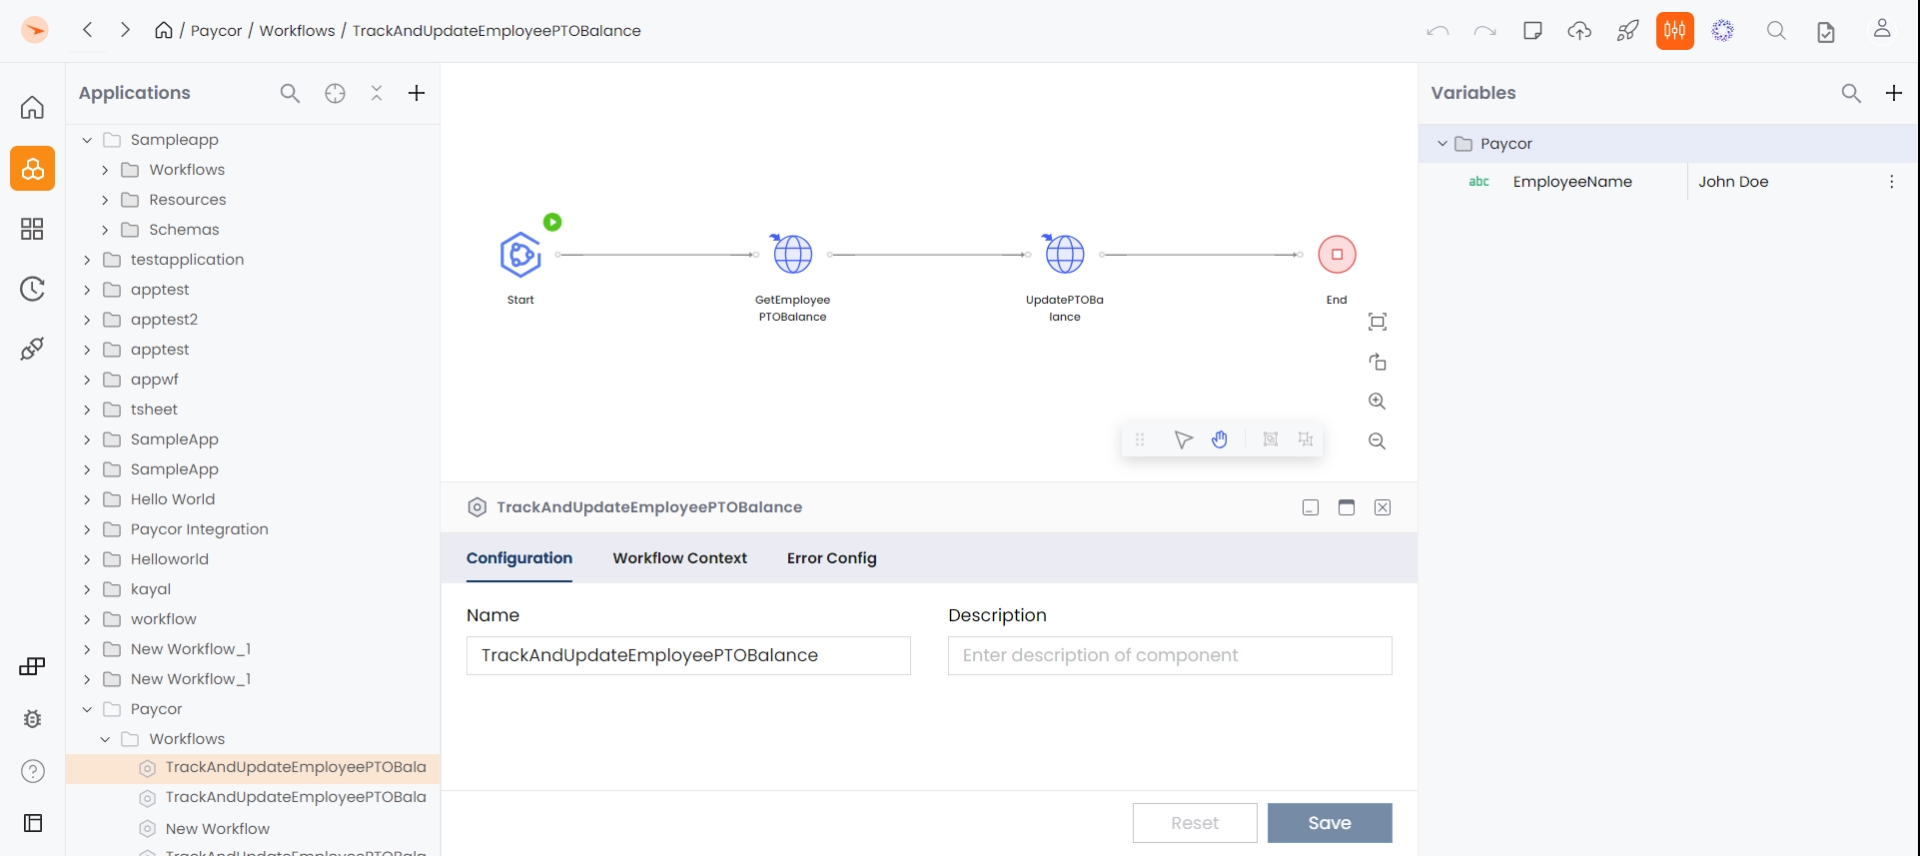 / Paycor / Workflows / TrackAndUpdateEmployeePTOBalance
Applications
Sampleapp
Workflows
Resources
Schemas
testapplication
apptest
apptest2
apptest
appwf
tsheet
SampleApp
SampleApp
Hello World
Paycor Integration
Helloworld
kayal
workflow
New Workflow_1
New Workflow_1
Paycor
Workflows
TrackAndUpdateEmployeePTOBala
TrackAndUpdateEmployeePTOBala
New Workflow
TrackAndUpdateEmployeePTOBala
Start
GetEmployee
PTOBalance
UpdatePTOBa
lance
End
TrackAndUpdateEmployeePTOBalance
Configuration Workflow Context Error Config
Name
TrackAndUpdateEmployeePTOBalance
Description
Enter description of component
Reset Save
Variables
Paycor
abc EmployeeName John Doe